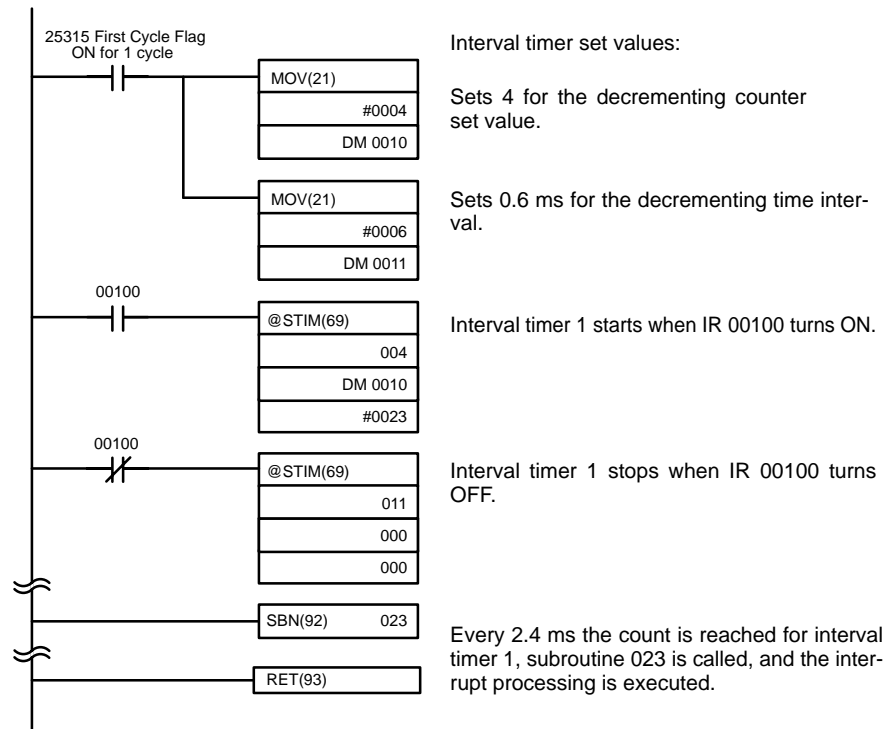 25315 First Cycle Flag
ON for 1 cycle
MOV(21)
#0004
DM 0010
Interval timer set values:
Sets 4 for the decrementing counter
set value.
MOV(21)
#0006
DM 0011
Sets 0.6 ms for the decrementing time inter-
val.
00100
@STIM(69)
004
DM 0010
#0023
Interval timer 1 starts when IR 00100 turns ON.
00100
@STIM(69)
011
000
000
Interval timer 1 stops when IR 00100 turns
OFF.
SBN(92) 023
RET(93)
Every 2.4 ms the count is reached for interval
timer 1, subroutine 023 is called, and the inter-
rupt processing is executed.